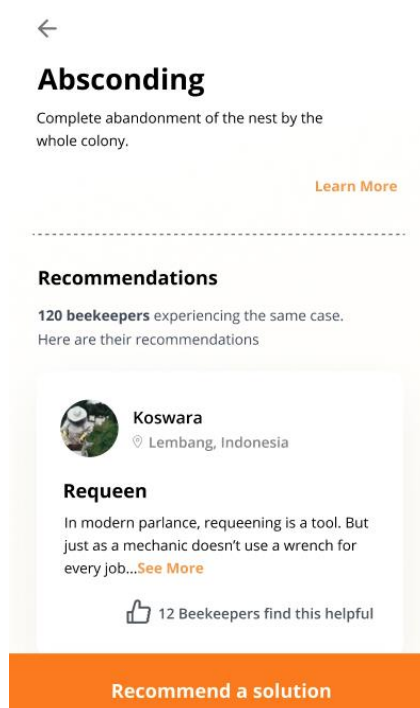 Absconding
Complete abandonment of the nest by the
whole colony.
Learn More
Recommendations
120 beekeepers experiencing the same case.
Here are their recommendations
Koswara
Lembang, Indonesia
Requeen
In modern parlance, requeening is a tool. But
just as a mechanic doesn’t use a wrench for
every job...See More
12 Beekeepers find this helpful
Recommend a solution